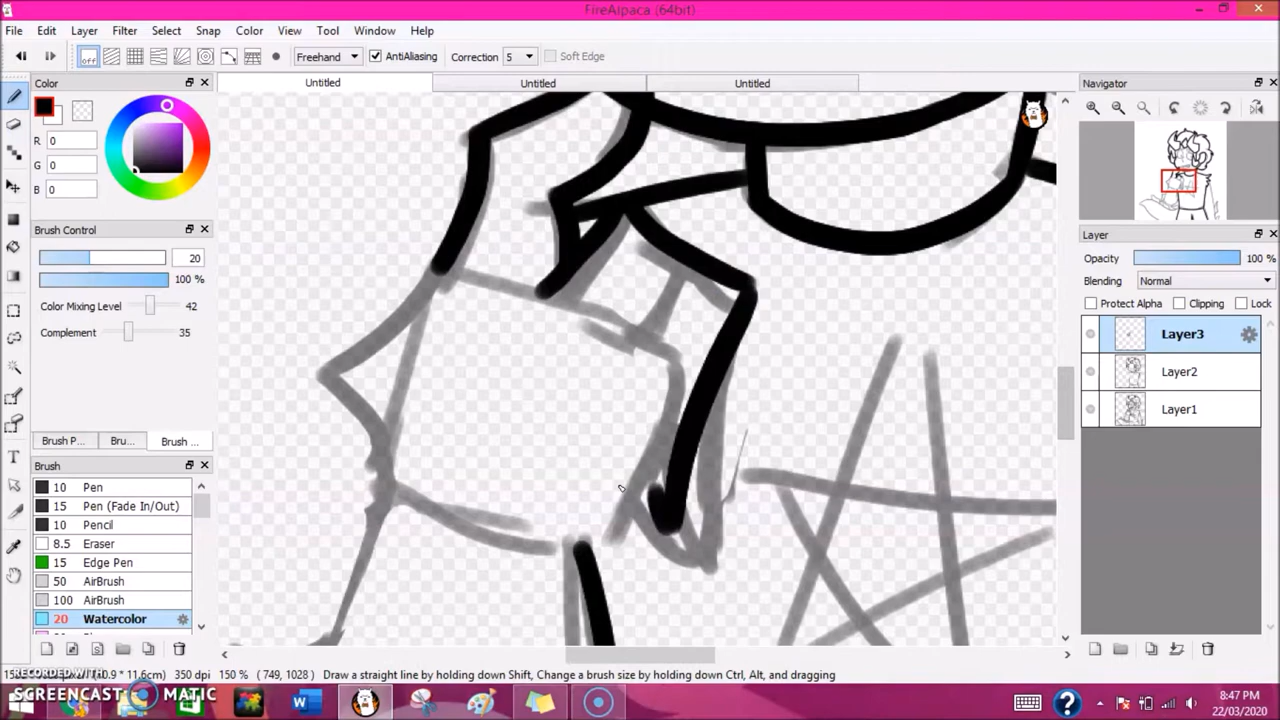 FireAlpaca (64bit)
File Edit Layer Filter Select Snap Color View Tool Window Help
off Freehand AntiAliasing Correction 5 Soft Edge
Color
Untitled Untitled Untitled
Navigator
R 0
G 0
B 0
Brush Control
20
100 %
Color Mixing Level 42
Complement 35
Layer
Opacity 100 %
Blending Normal
Protect Alpha Clipping Lock
Layer3
Layer2
Layer1
Brush P... Bru... Brush ...
Brush
10 Pen
15 Pen (Fade In/Out)
10 Pencil
8.5 Eraser
15 Edge Pen
50 AirBrush
100 AirBrush
20 Watercolor
350 dpi 150 % (749, 1028) Draw a straight line by holding down Shift, Change a brush size by holding down Ctrl, Alt, and dragging
RECORDED WITH
SCREENCAST MATIC
8:47 PM
22/03/2020